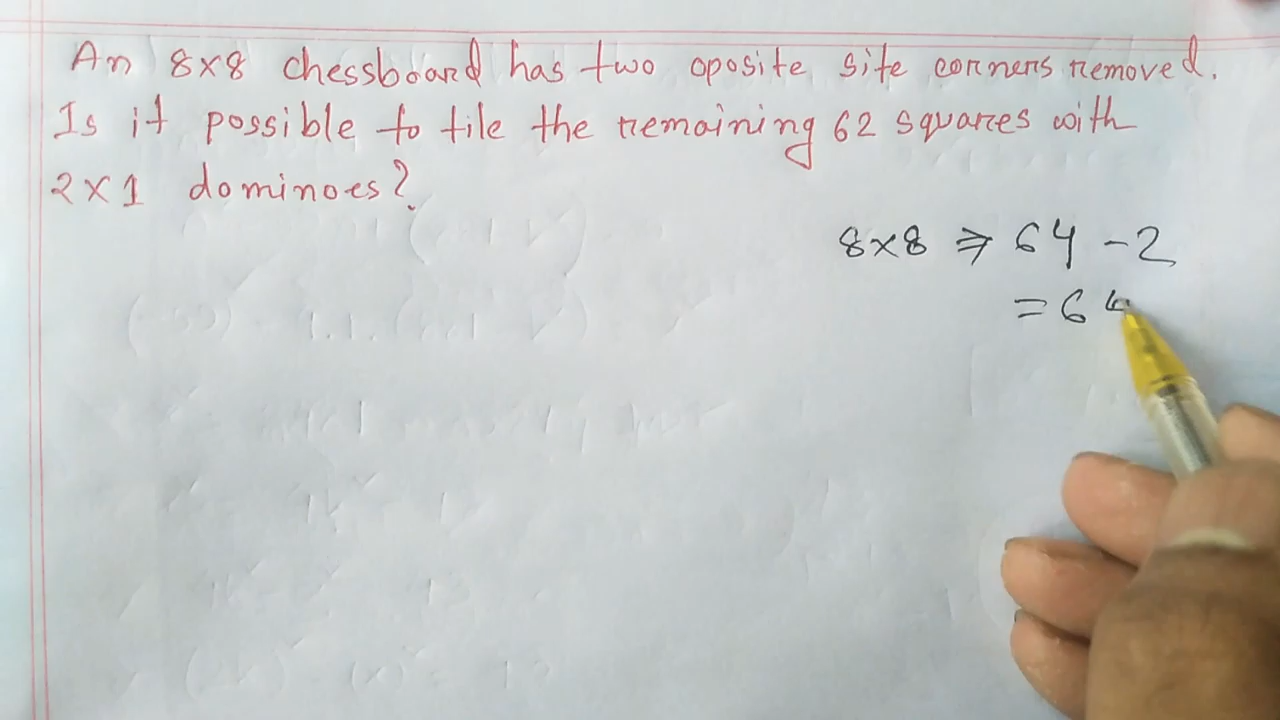 An 8x8 chessboard has two oposite site corners removed.
Is it possible to tile the remaining 62 squares with
2x1 dominoes?
8x8 ⇒ 64 - 2
= 64